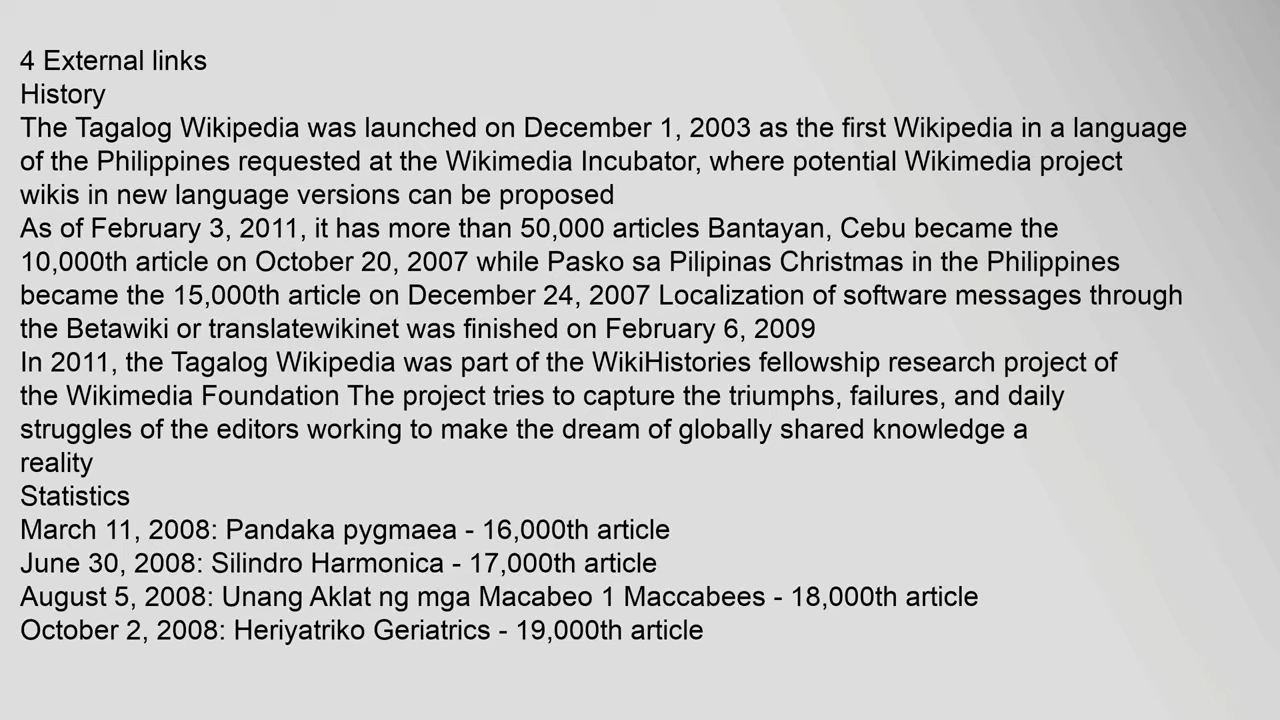 4 External links
History
The Tagalog Wikipedia was launched on December 1, 2003 as the first Wikipedia in a language
of the Philippines requested at the Wikimedia Incubator, where potential Wikimedia project
wikis in new language versions can be proposed
As of February 3, 2011, it has more than 50,000 articles Bantayan, Cebu became the
10,000th article on October 20, 2007 while Pasko sa Pilipinas Christmas in the Philippines
became the 15,000th article on December 24, 2007 Localization of software messages through
the Betawiki or translatewikinet was finished on February 6, 2009
In 2011, the Tagalog Wikipedia was part of the WikiHistories fellowship research project of
the Wikimedia Foundation The project tries to capture the triumphs, failures, and daily
struggles of the editors working to make the dream of globally shared knowledge a
reality
Statistics
March 11, 2008: Pandaka pygmaea - 16,000th article
June 30, 2008: Silindro Harmonica - 17,000th article
August 5, 2008: Unang Aklat ng mga Macabeo 1 Maccabees - 18,000th article
October 2, 2008: Heriyatriko Geriatrics - 19,000th article